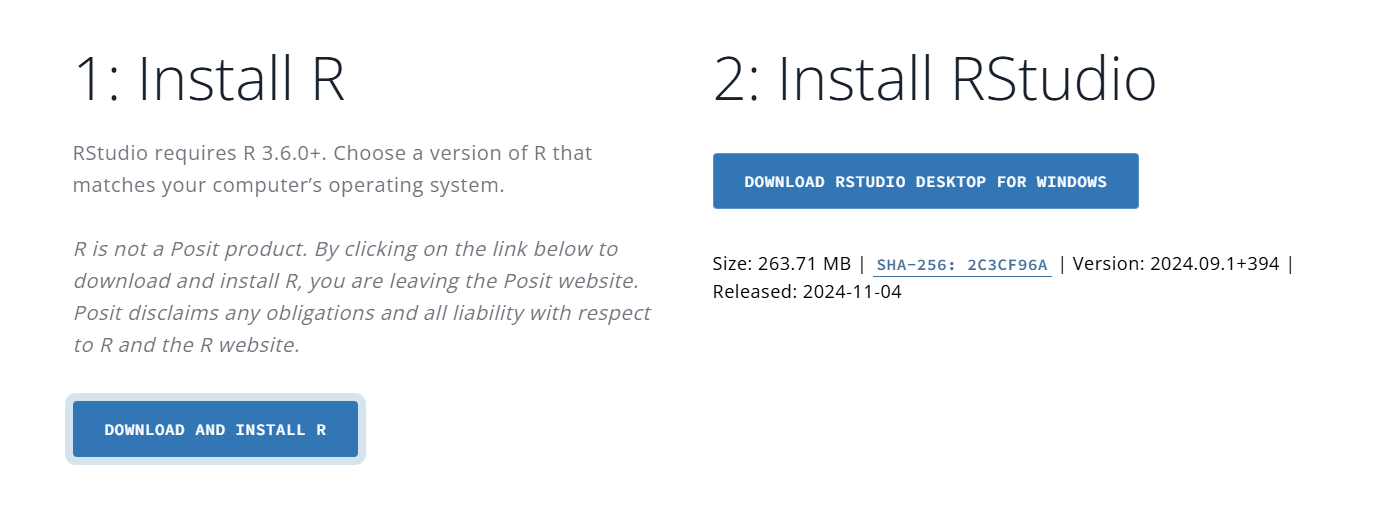 1: Install R
RStudio requires R 3.6.0+. Choose a version of R that
matches your computer’s operating system.
R is not a Posit product. By clicking on the link below to
download and install R, you are leaving the Posit website.
Posit disclaims any obligations and all liability with respect
to R and the R website.
DOWNLOAD AND INSTALL R
2: Install RStudio
DOWNLOAD RSTUDIO DESKTOP FOR WINDOWS
Size: 263.71 MB | SHA-256: 2C3CF96A | Version: 2024.09.1+394 |
Released: 2024-11-04